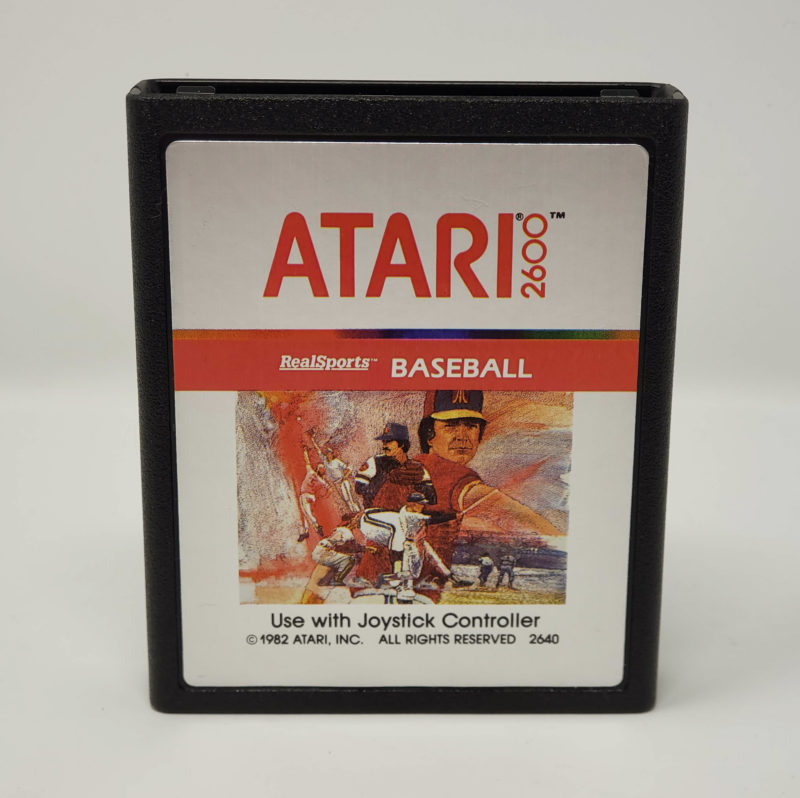 ATARI® 2600™
RealSports™ BASEBALL
Use with Joystick Controller
© 1982 ATARI, INC. ALL RIGHTS RESERVED 2640